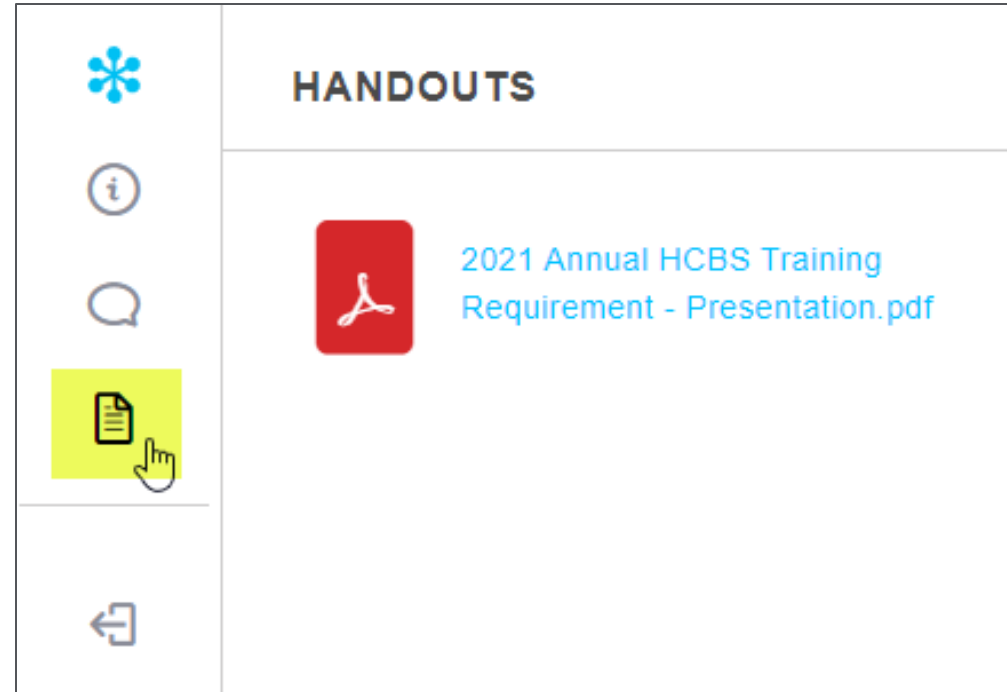 HANDOUTS
2021 Annual HCBS Training
Requirement - Presentation.pdf